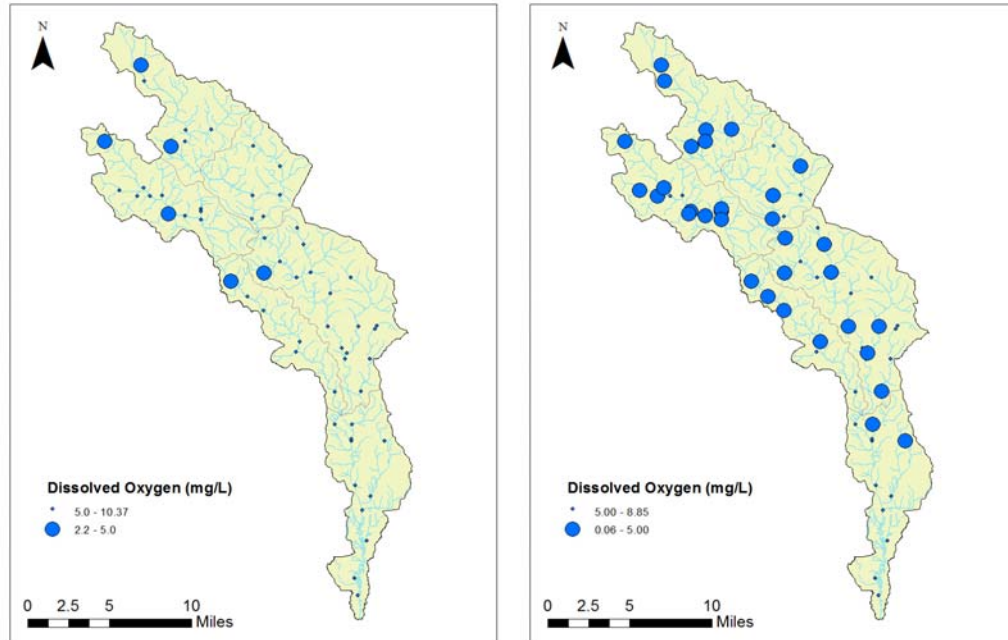 N
Dissolved Oxygen (mg/L)
5.0 - 10.37
2.2 - 5.0
0 2.5 5 10
Miles
N
Dissolved Oxygen (mg/L)
5.00 - 8.85
0.06 - 5.00
0 2.5 5 10
Miles